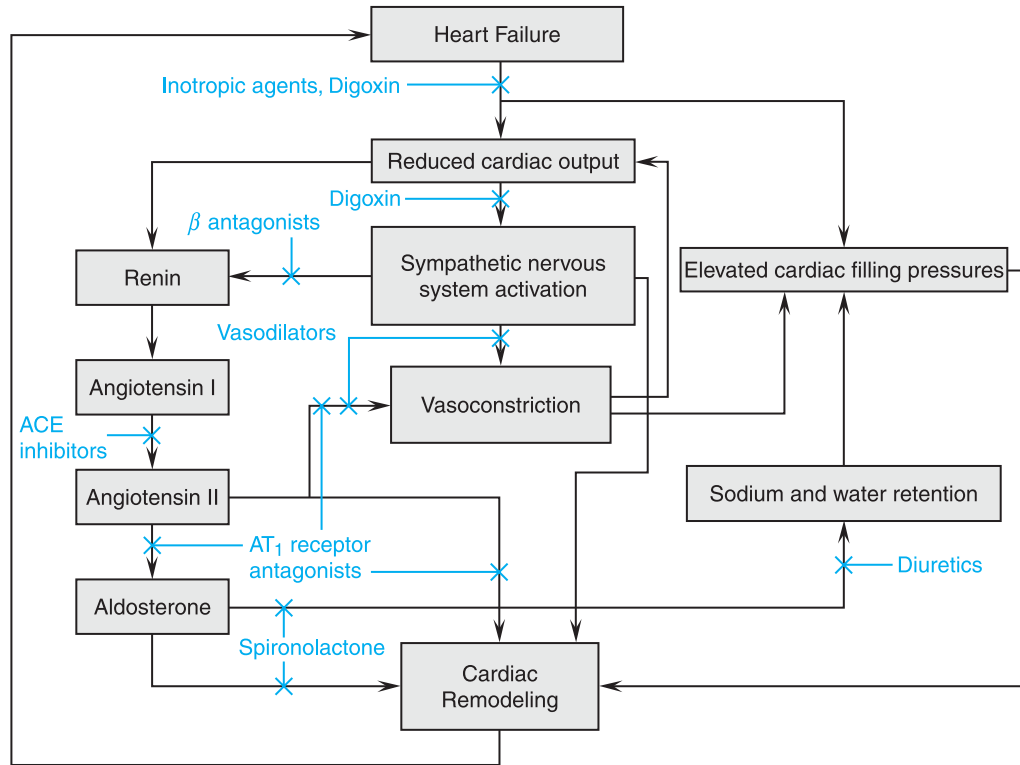 Heart Failure
Inotropic agents, Digoxin
Reduced cardiac output
Digoxin
β antagonists
Sympathetic nervous
system activation
Renin
Elevated cardiac filling pressures
Vasodilators
Angiotensin I
Vasoconstriction
ACE
inhibitors
Angiotensin II
Sodium and water retention
AT₁ receptor
antagonists
Diuretics
Aldosterone
Spironolactone
Cardiac
Remodeling